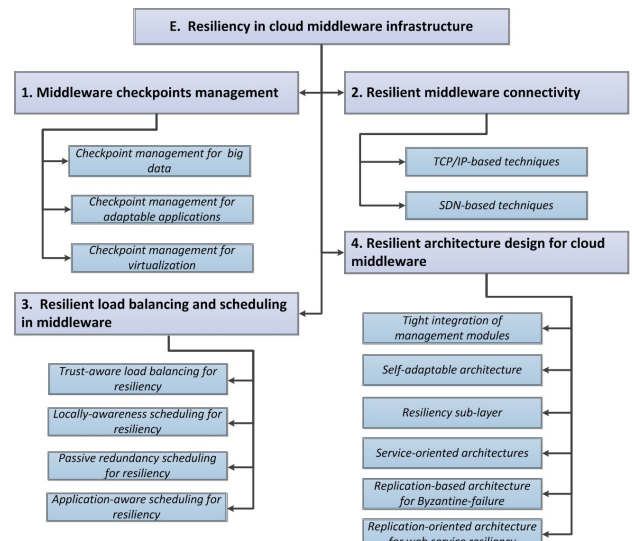 E. Resiliency in cloud middleware infrastructure
1. Middleware checkpoints management
2. Resilient middleware connectivity
Checkpoint management for big
data
Checkpoint management for
adaptable applications
Checkpoint management for
virtualization
TCP/IP-based techniques
SDN-based techniques
3. Resilient load balancing and scheduling
in middleware
4. Resilient architecture design for cloud
middleware
Trust-aware load balancing for
resiliency
Locally-awareness scheduling for
resiliency
Passive redundancy scheduling
for resiliency
Application-aware scheduling for
resiliency
Tight integration of
management modules
Self-adaptable architecture
Resiliency sub-layer
Service-oriented architectures
Replication-based architecture
for Byzantine-failure
Replication-oriented architecture
for web service resiliency